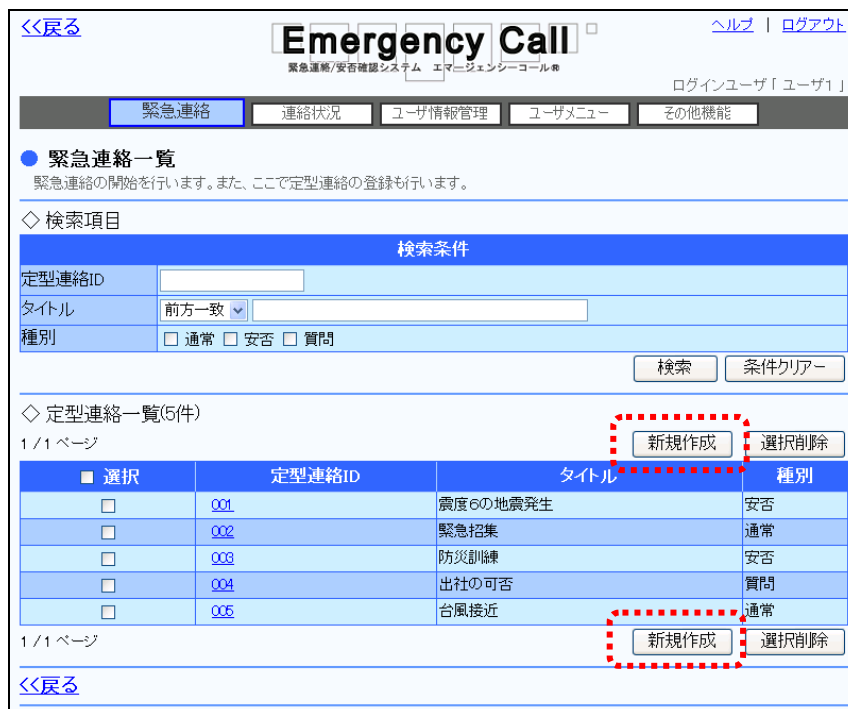 <<戻る
ヘルプ | ログアウト
Emergency Call
緊急連絡/安否確認システム エマージェンシーコール®
ログインユーザ「 ユーザ1 」
緊急連絡 連絡状況 ユーザ情報管理 ユーザメニュー その他機能
● 緊急連絡一覧
緊急連絡の開始を行います。また、ここで定型連絡の登録も行います。
◇ 検索項目
検索条件
定型連絡ID
タイトル 前方一致
種別 通常 安否 質問
検索 条件クリアー
◇ 定型連絡一覧(5件)
1 / 1 ページ 新規作成 選択削除
選択 定型連絡ID タイトル 種別
001 震度6の地震発生 安否
002 緊急招集 通常
003 防災訓練 安否
004 出社の可否 質問
005 台風接近 通常
1 / 1 ページ 新規作成 選択削除
<<戻る